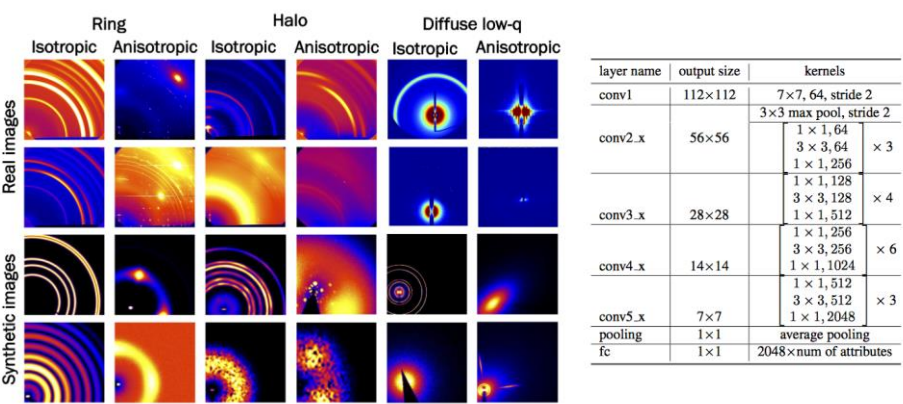 Ring Halo Diffuse low-q
Isotropic Anisotropic Isotropic Anisotropic Isotropic Anisotropic
Real images
Synthetic images
layer name output size kernels
conv1 112×112 7×7, 64, stride 2
3×3 max pool, stride 2
conv2_x 56×56 [1 × 1, 64
3 × 3, 64
1 × 1, 256] × 3
conv3_x 28×28 [1 × 1, 128
3 × 3, 128
1 × 1, 512] × 4
conv4_x 14×14 [1 × 1, 256
3 × 3, 256
1 × 1, 1024] × 6
conv5_x 7×7 [1 × 1, 512
3 × 3, 512
1 × 1, 2048] × 3
pooling 1×1 average pooling
fc 1×1 2048×num of attributes